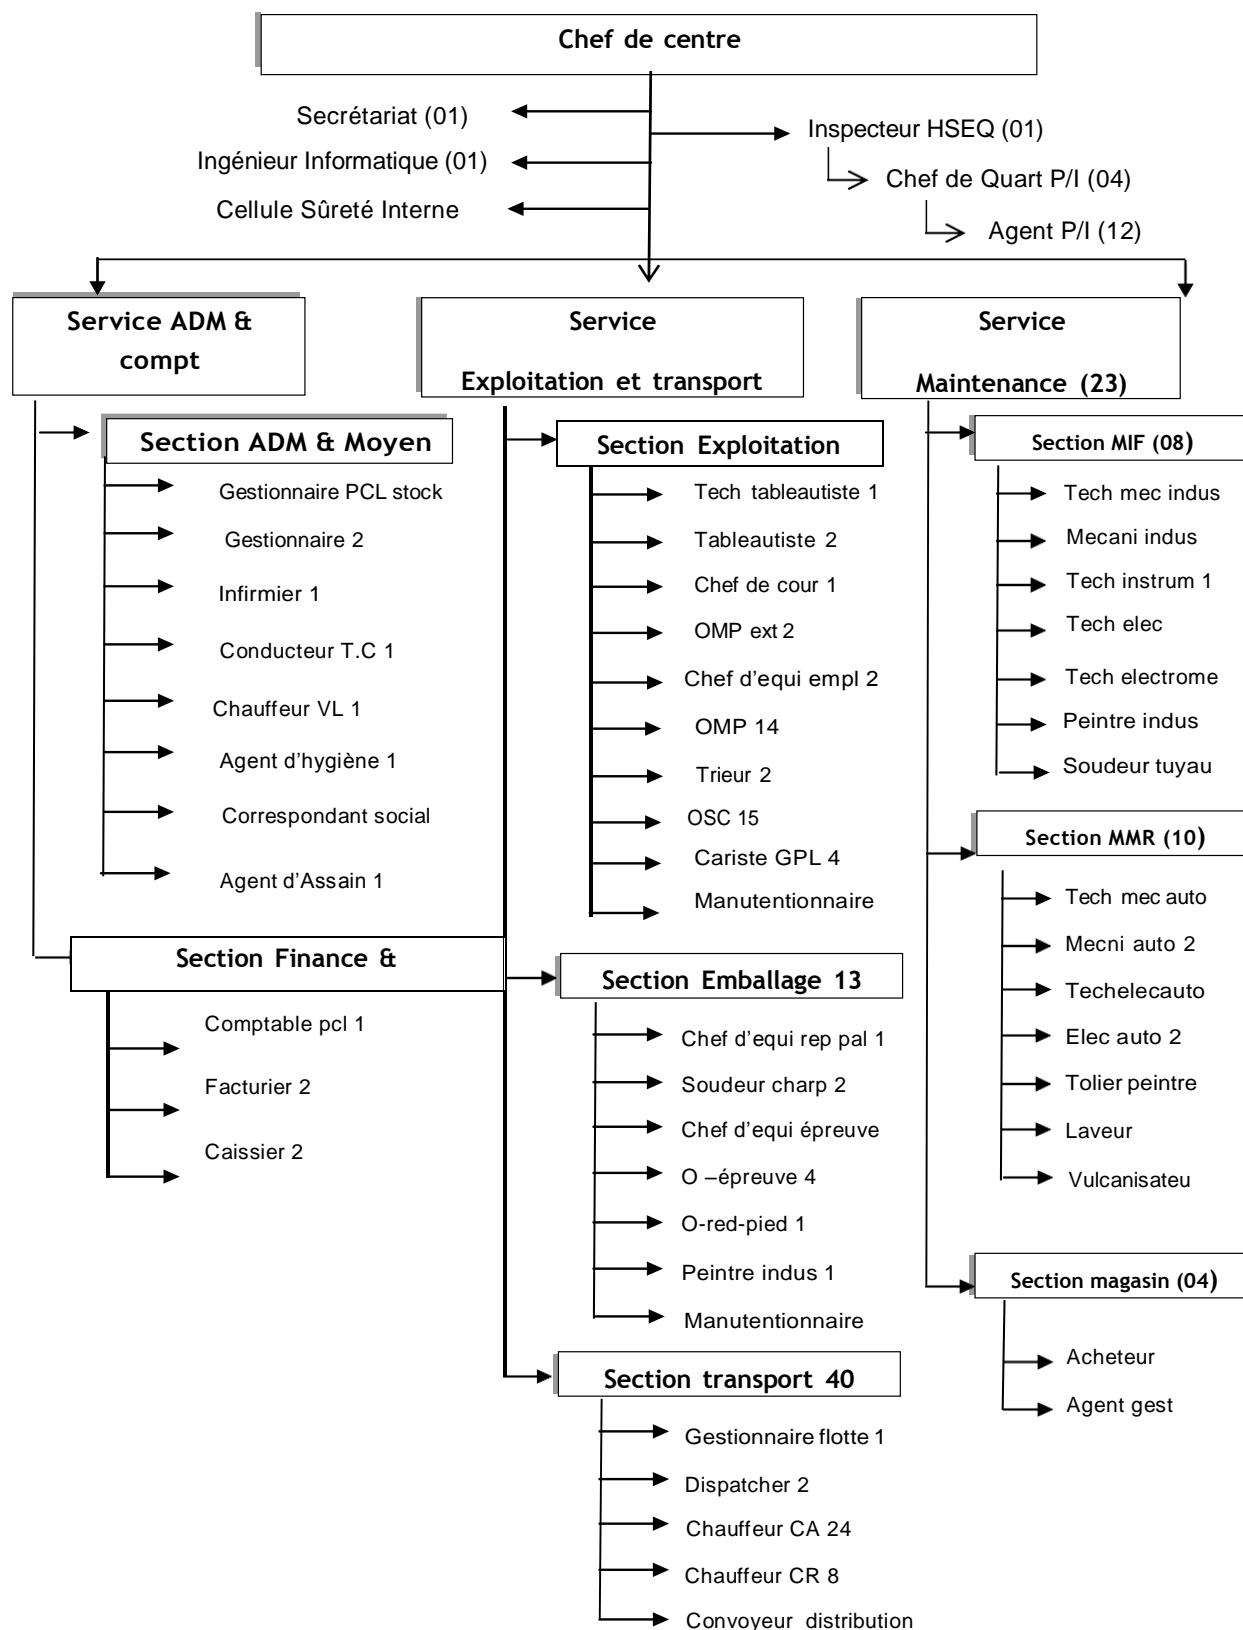 Chef de centre
Secrétariat (01)
Inspecteur HSEQ (01)
Ingénieur Informatique (01)
Chef de Quart P/I (04)
Cellule Sûreté Interne
Agent P/I (12)
Service ADM &
compt
Section ADM & Moyen
Gestionnaire PCL stock
Gestionnaire 2
Infirmier 1
Conducteur T.C 1
Chauffeur VL 1
Agent d'hygiène 1
Correspondant social
Agent d'Assain 1
Section Finance &
Comptable pcl 1
Facturier 2
Caissier 2
Service
Exploitation et transport
Section Exploitation
Tech tableautiste 1
Tableautiste 2
Chef de cour 1
OMP ext 2
Chef d'equi empl 2
OMP 14
Trieur 2
OSC 15
Cariste GPL 4
Manutentionnaire
Section Emballage 13
Chef d'equi rep pal 1
Soudeur charp 2
Chef d'equi épreuve
O –épreuve 4
O-red-pied 1
Peintre indus 1
Manutentionnaire
Section transport 40
Gestionnaire flotte 1
Dispatcher 2
Chauffeur CA 24
Chauffeur CR 8
Convoyeur distribution
Service
Maintenance (23)
Section MIF (08)
Tech mec indus
Mecani indus
Tech instrum 1
Tech elec
Tech electrome
Peintre indus
Soudeur tuyau
Section MMR (10)
Tech mec auto
Mecni auto 2
Techelecauto
Elec auto 2
Tolier peintre
Laveur
Vulcanisateu
Section magasin (04)
Acheteur
Agent gest